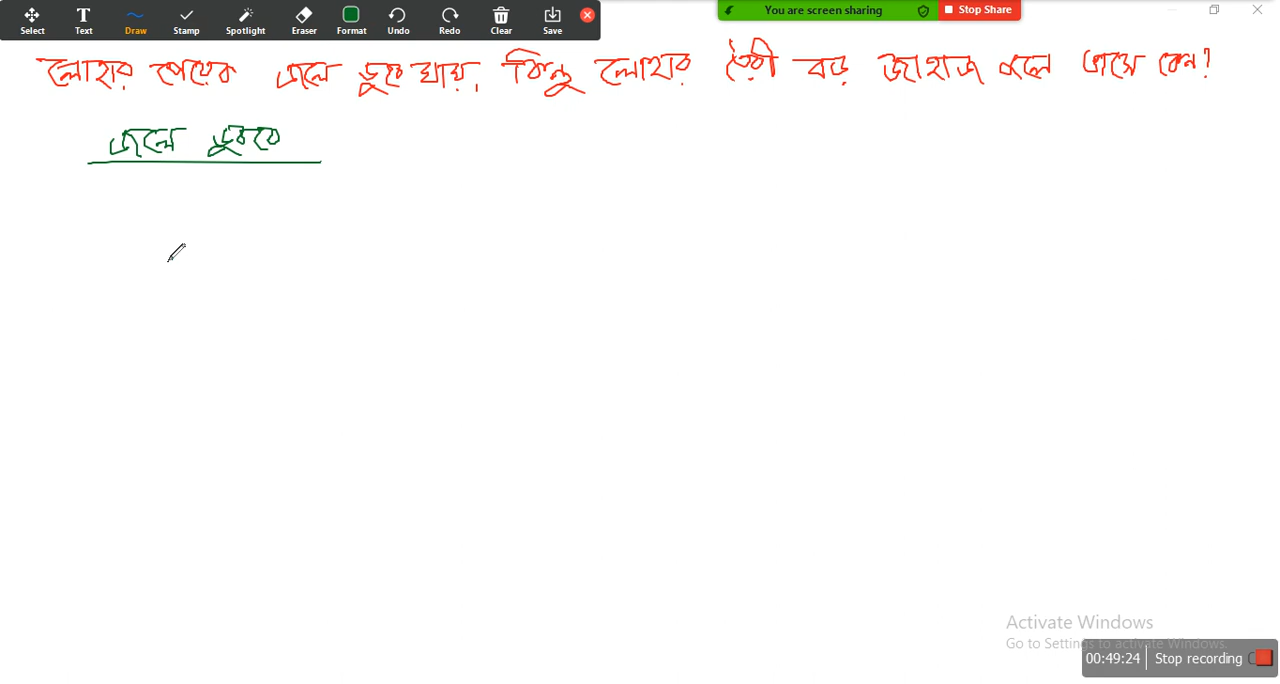 Select Text Draw Stamp Spotlight Eraser Format Undo Redo Clear Save
You are screen sharing Stop Share
লোহার পেরেক জলে ডুবে যায়, কিন্তু লোহার তৈরী বড় জাহাজ জলে ভাসে কেন?
জলে ডুববে
Activate Windows
Go to Settings to activate Windows.
00:49:24 Stop recording